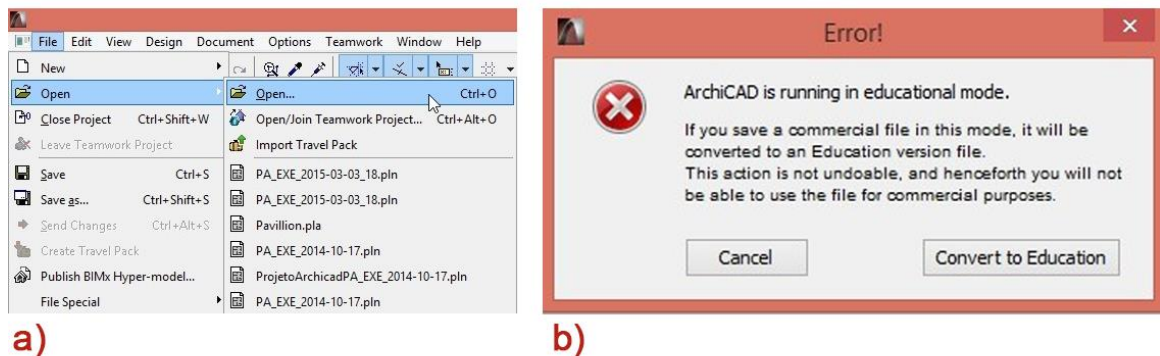 File Edit View Design Document Options Teamwork Window Help
New
Open
Close Project Ctrl+Shift+W
Leave Teamwork Project
Save Ctrl+S
Save as... Ctrl+Shift+S
Send Changes Ctrl+Alt+S
Create Travel Pack
Publish BIMx Hyper-model...
File Special
Open... Ctrl+O
Open/Join Teamwork Project... Ctrl+Alt+O
Import Travel Pack
PA_EXE_2015-03-03_18.pln
PA_EXE_2015-03-03_18.pln
Pavillion.pla
PA_EXE_2014-10-17.pln
ProjetoArchicadPA_EXE_2014-10-17.pln
PA_EXE_2014-10-17.pln
a)
Error!
ArchiCAD is running in educational mode.
If you save a commercial file in this mode, it will be
converted to an Education version file.
This action is not undoable, and henceforth you will not
be able to use the file for commercial purposes.
Cancel
Convert to Education
b)